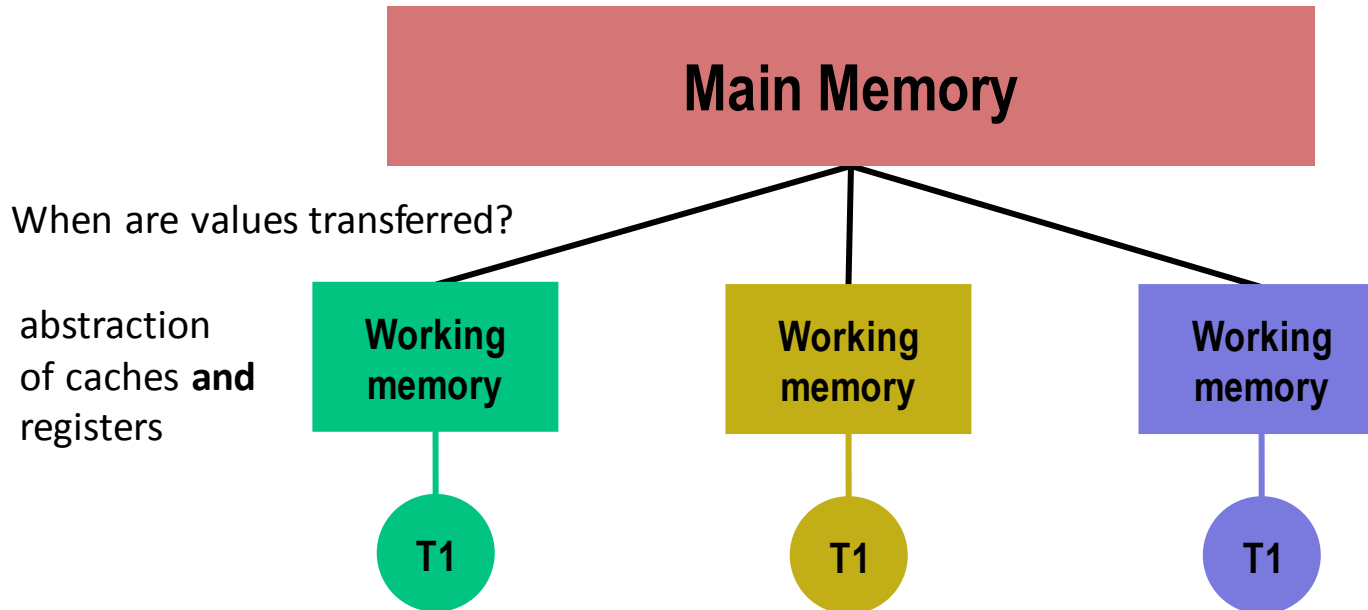 Main Memory
When are values transferred?
abstraction
of caches and
registers
Working
memory
Working
memory
Working
memory
T1
T1
T1